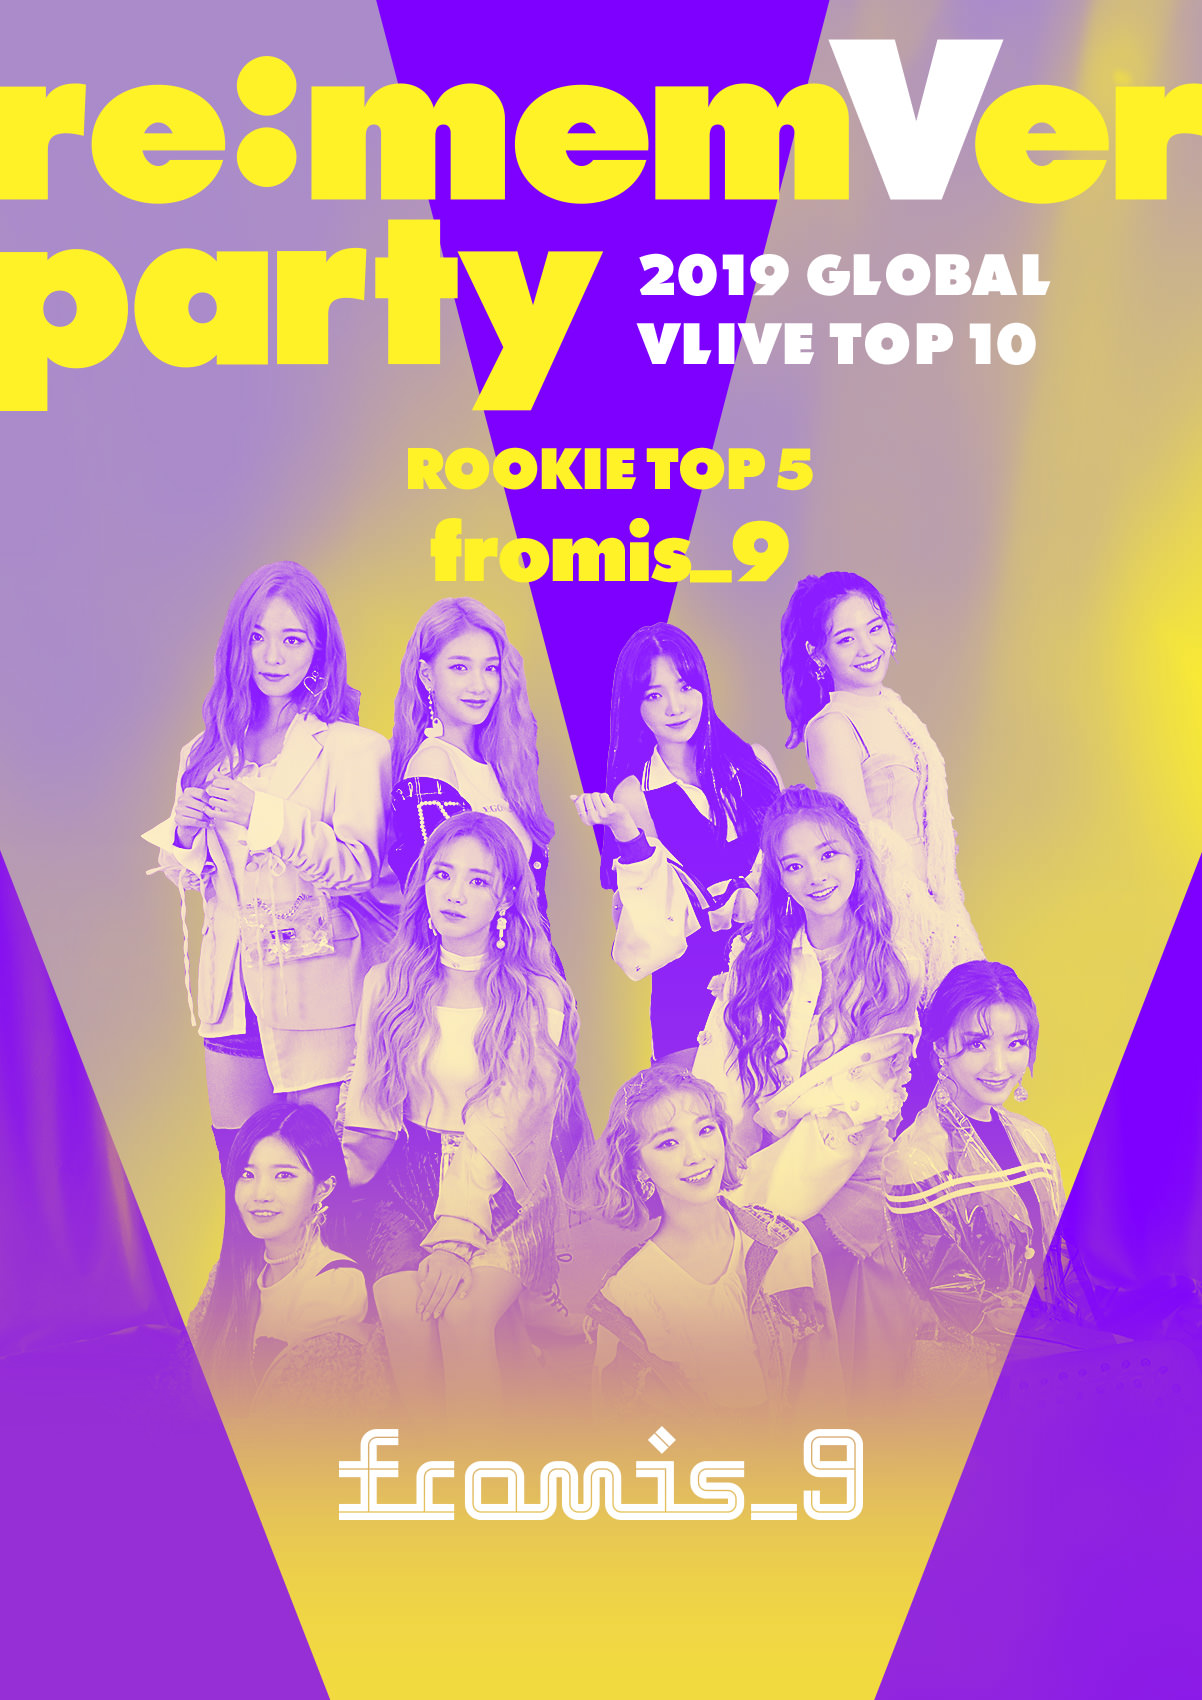 re:memVer
party
2019 GLOBAL
VLIVE TOP 10
ROOKIE TOP 5
fromis_9
fromis_9